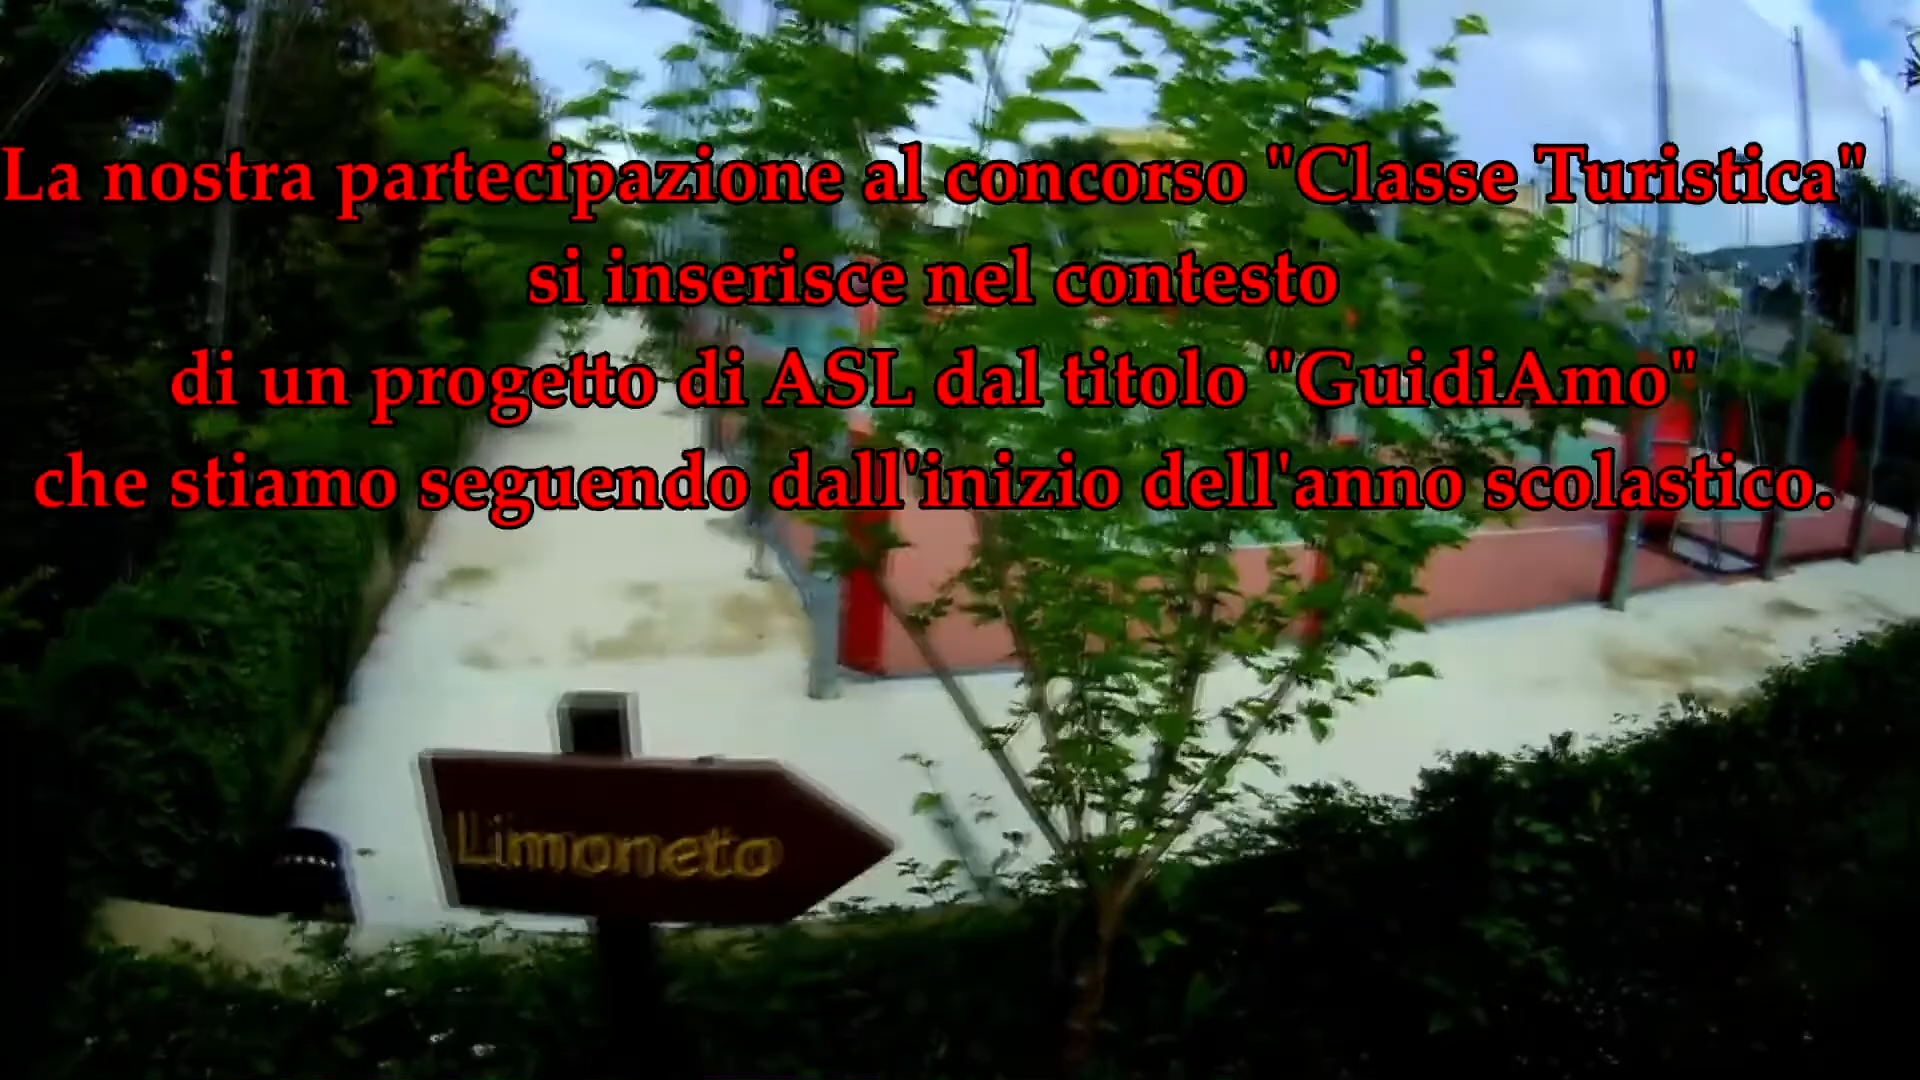 La nostra partecipazione al concorso "Classe Turistica"
si inserisce nel contesto
di un progetto di ASL dal titolo "GuidiAmo"
che stiamo seguendo dall'inizio dell'anno scolastico.
Limoneto